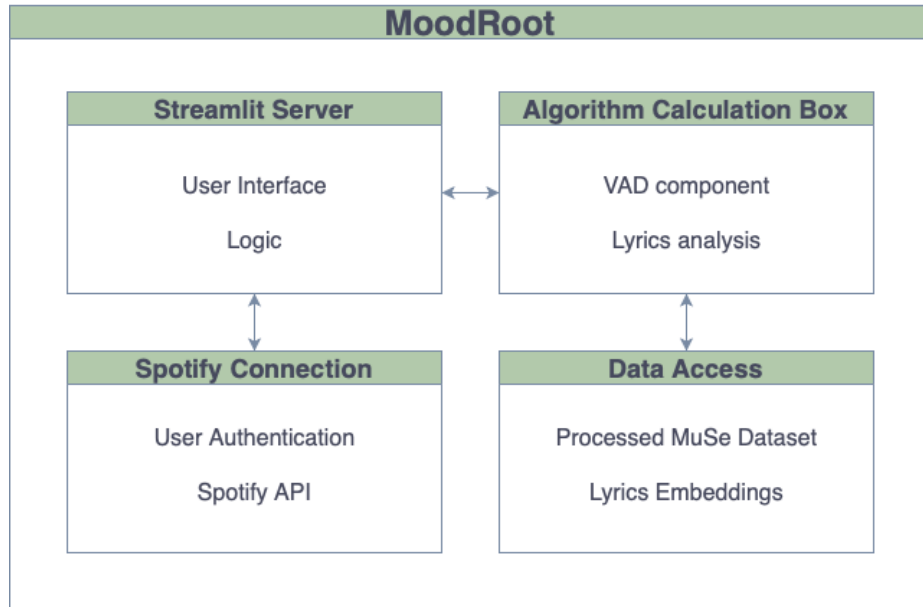 MoodRoot
Streamlit Server
User Interface
Logic
Algorithm Calculation Box
VAD component
Lyrics analysis
Spotify Connection
User Authentication
Spotify API
Data Access
Processed MuSe Dataset
Lyrics Embeddings